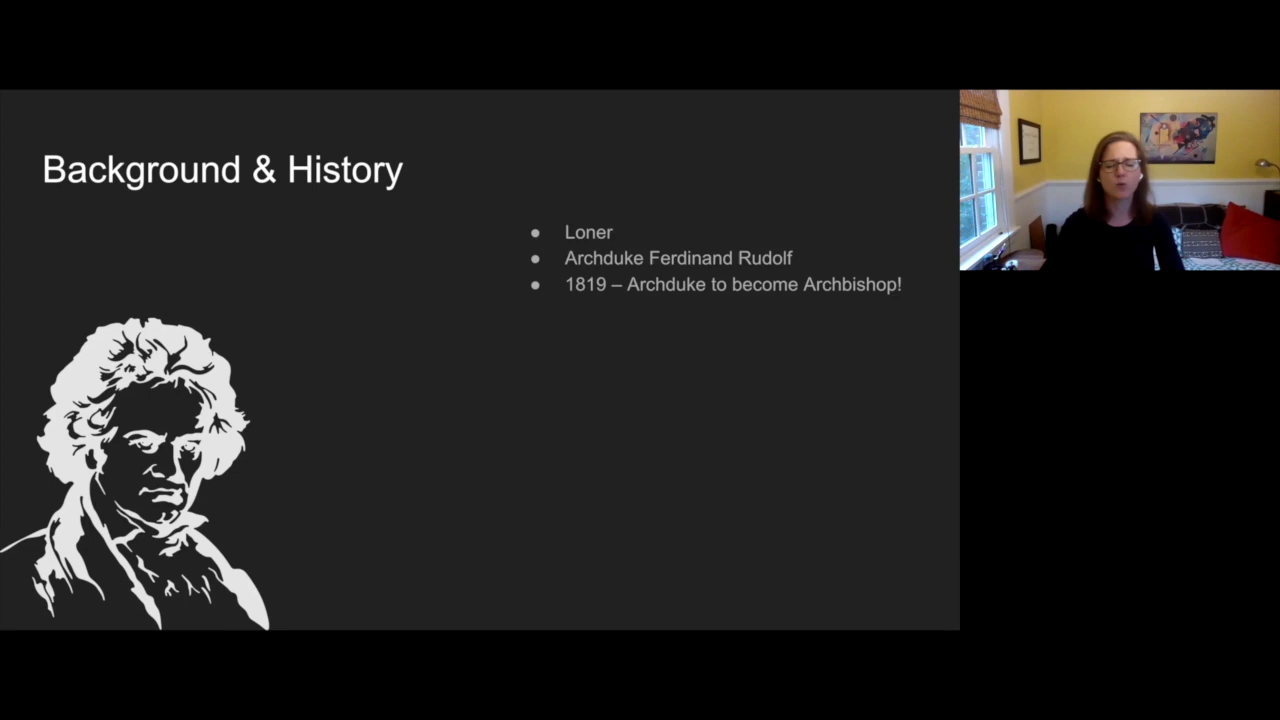 Background & History
● Loner
● Archduke Ferdinand Rudolf
● 1819 – Archduke to become Archbishop!